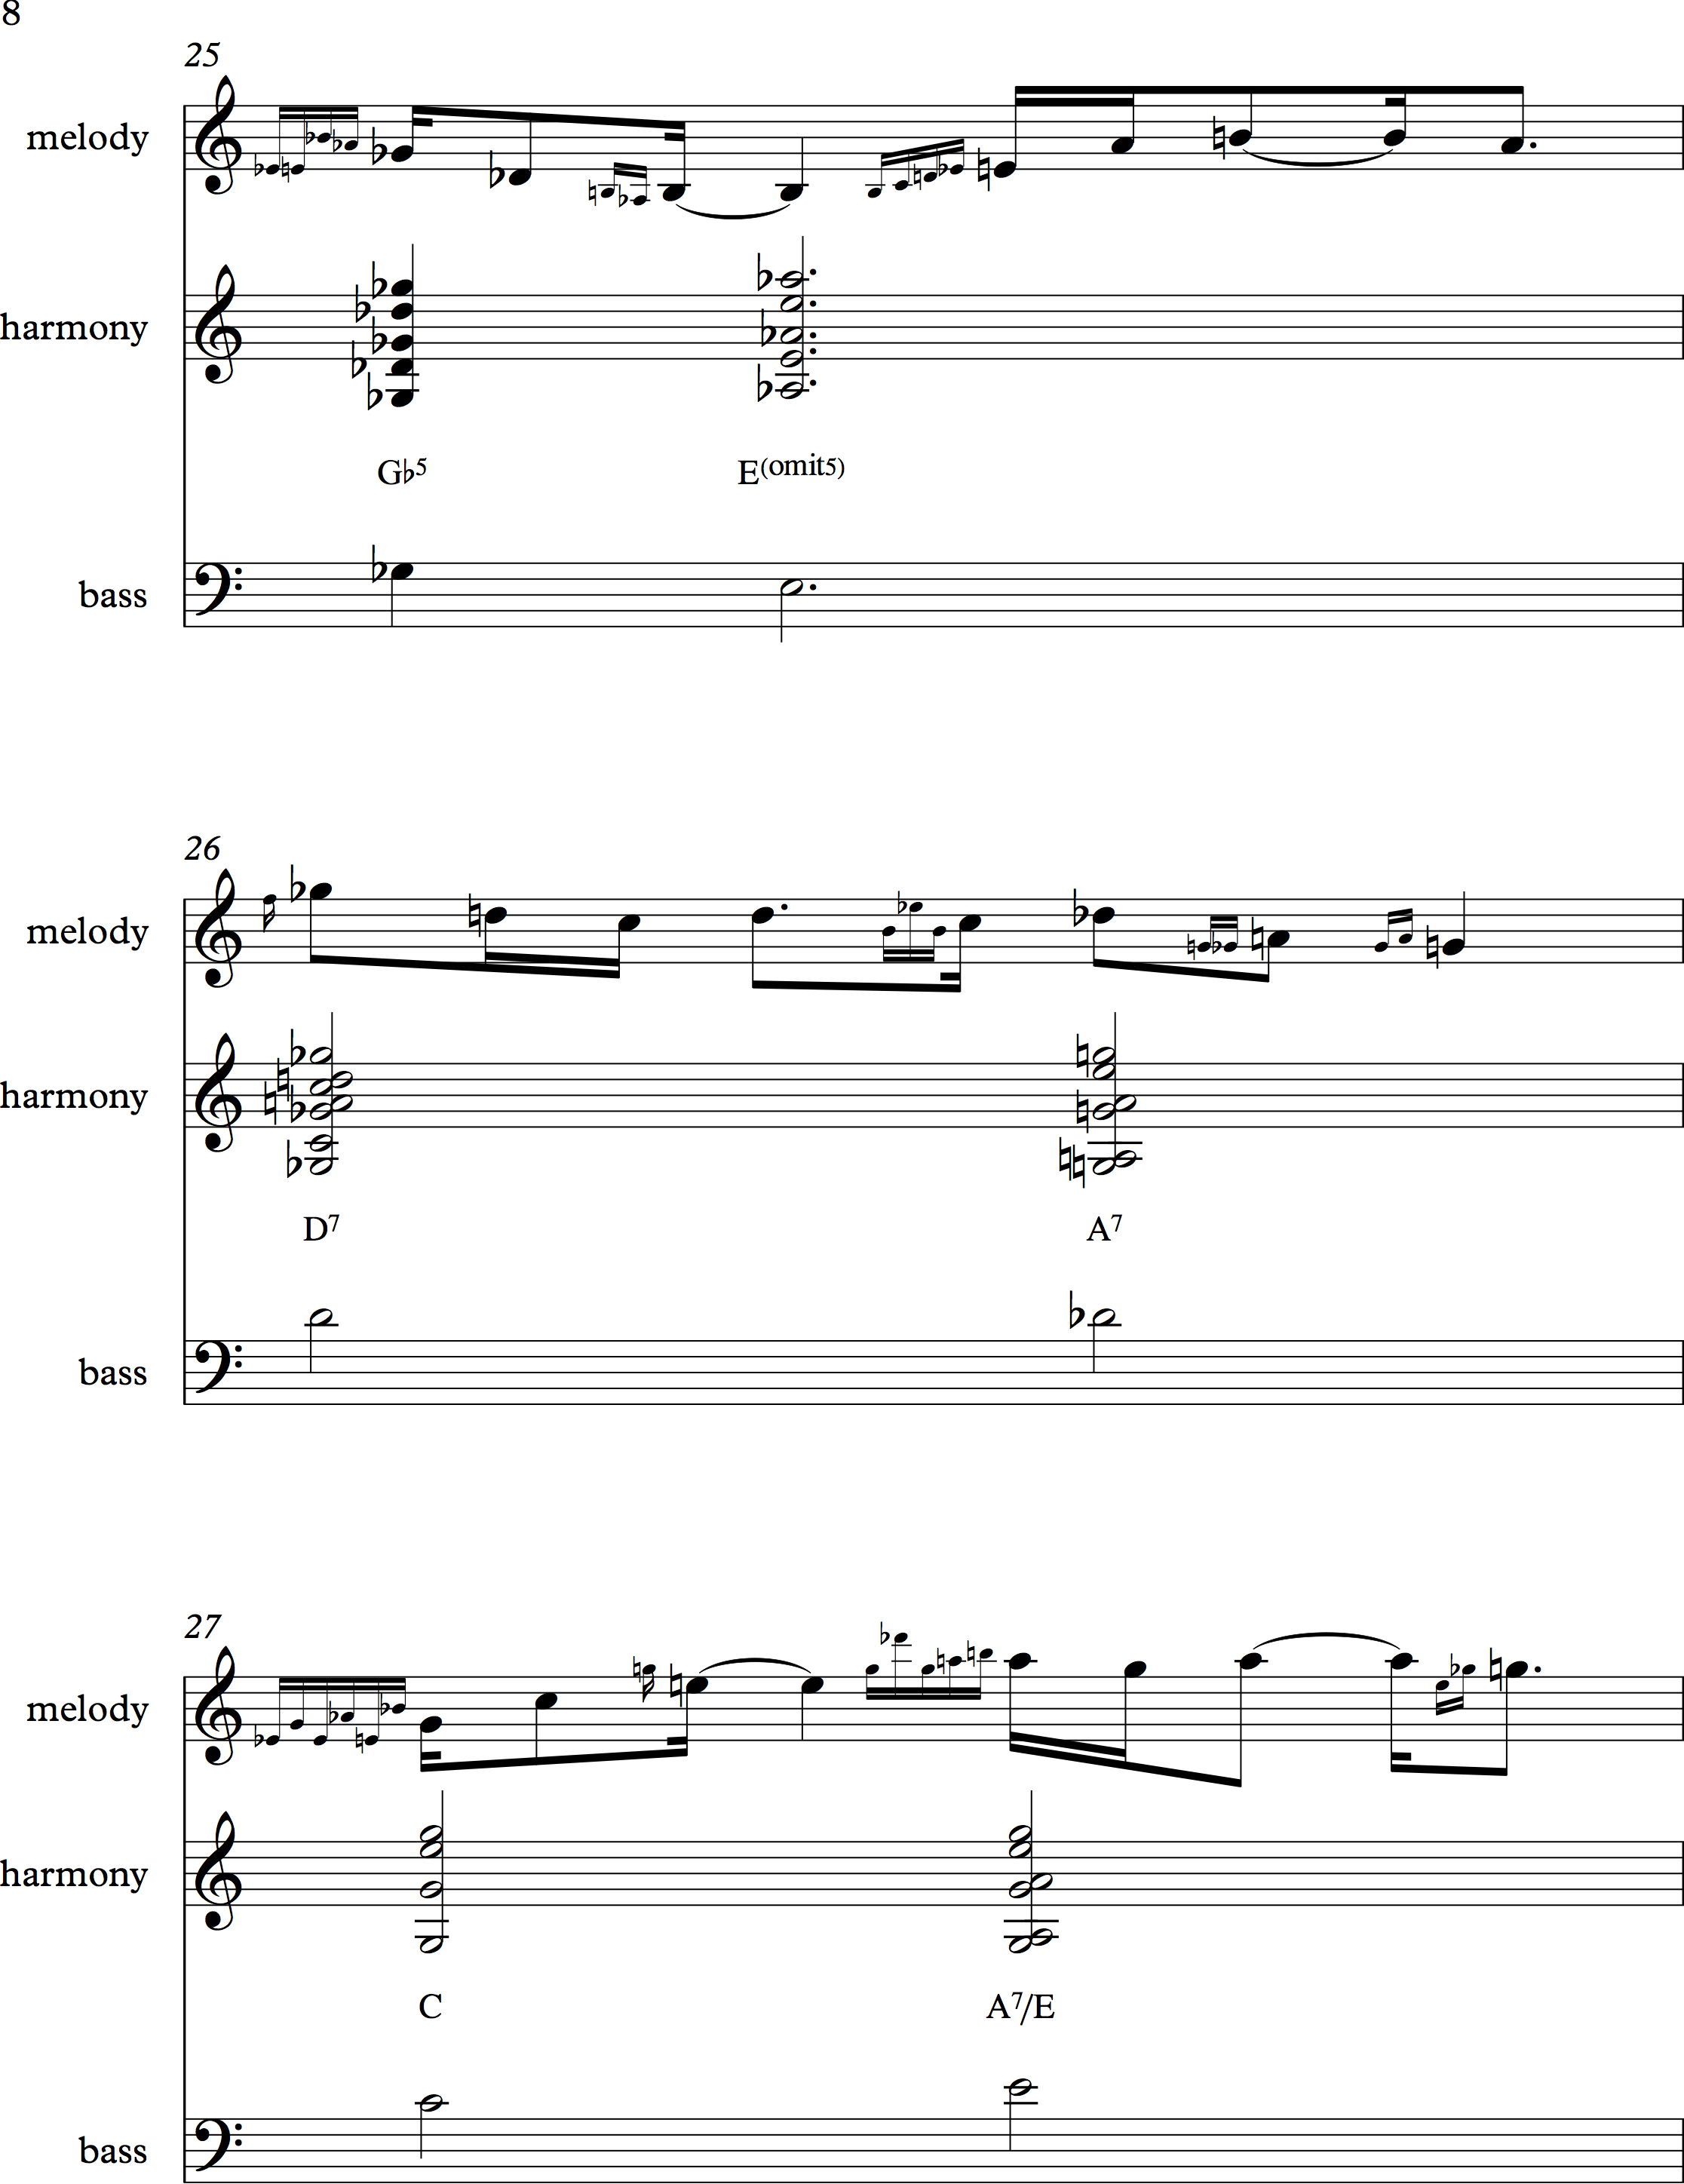 8
25
melody
harmony
G♭5 E(omit5)
bass
26
melody
harmony
D7 A7
bass
27
melody
harmony
C A7/E
bass